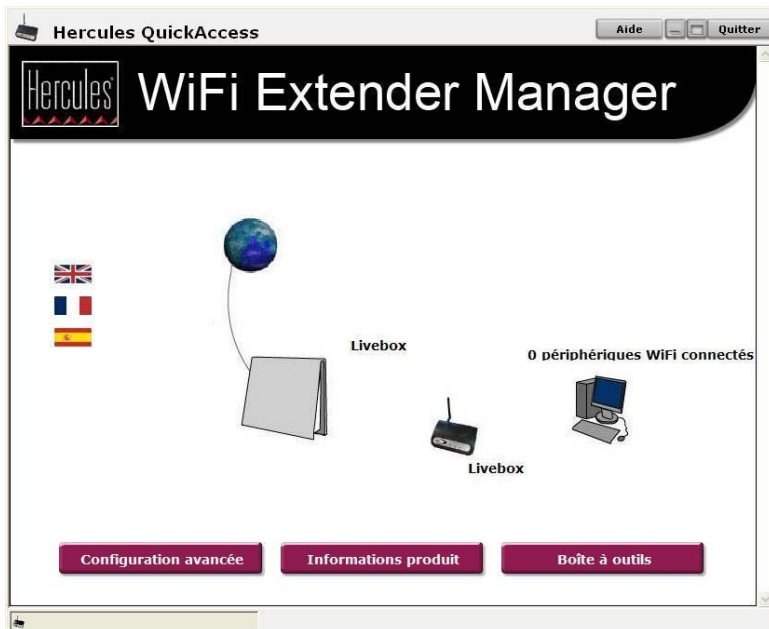 Hercules QuickAccess
Aide
Quitter
Hercules WiFi Extender Manager
Livebox
0 périphériques WiFi connectés
Livebox
Configuration avancée
Informations produit
Boîte à outils